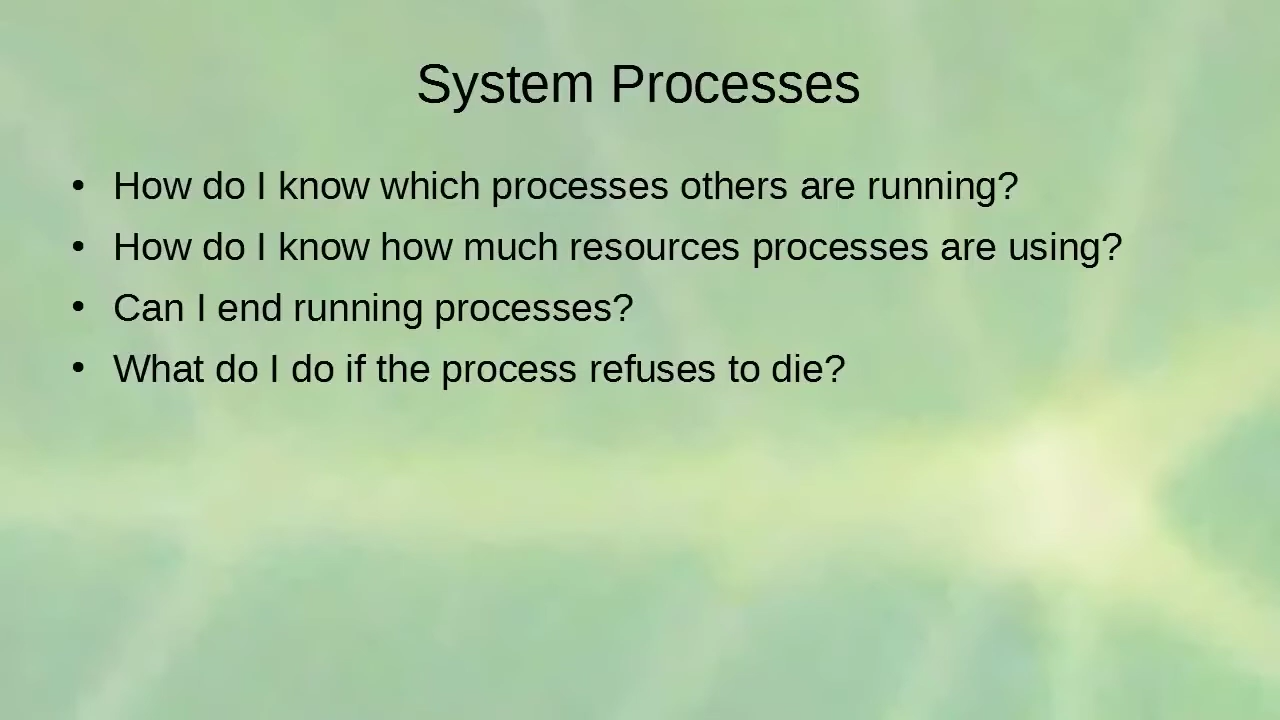 System Processes
• How do I know which processes others are running?
• How do I know how much resources processes are using?
• Can I end running processes?
• What do I do if the process refuses to die?